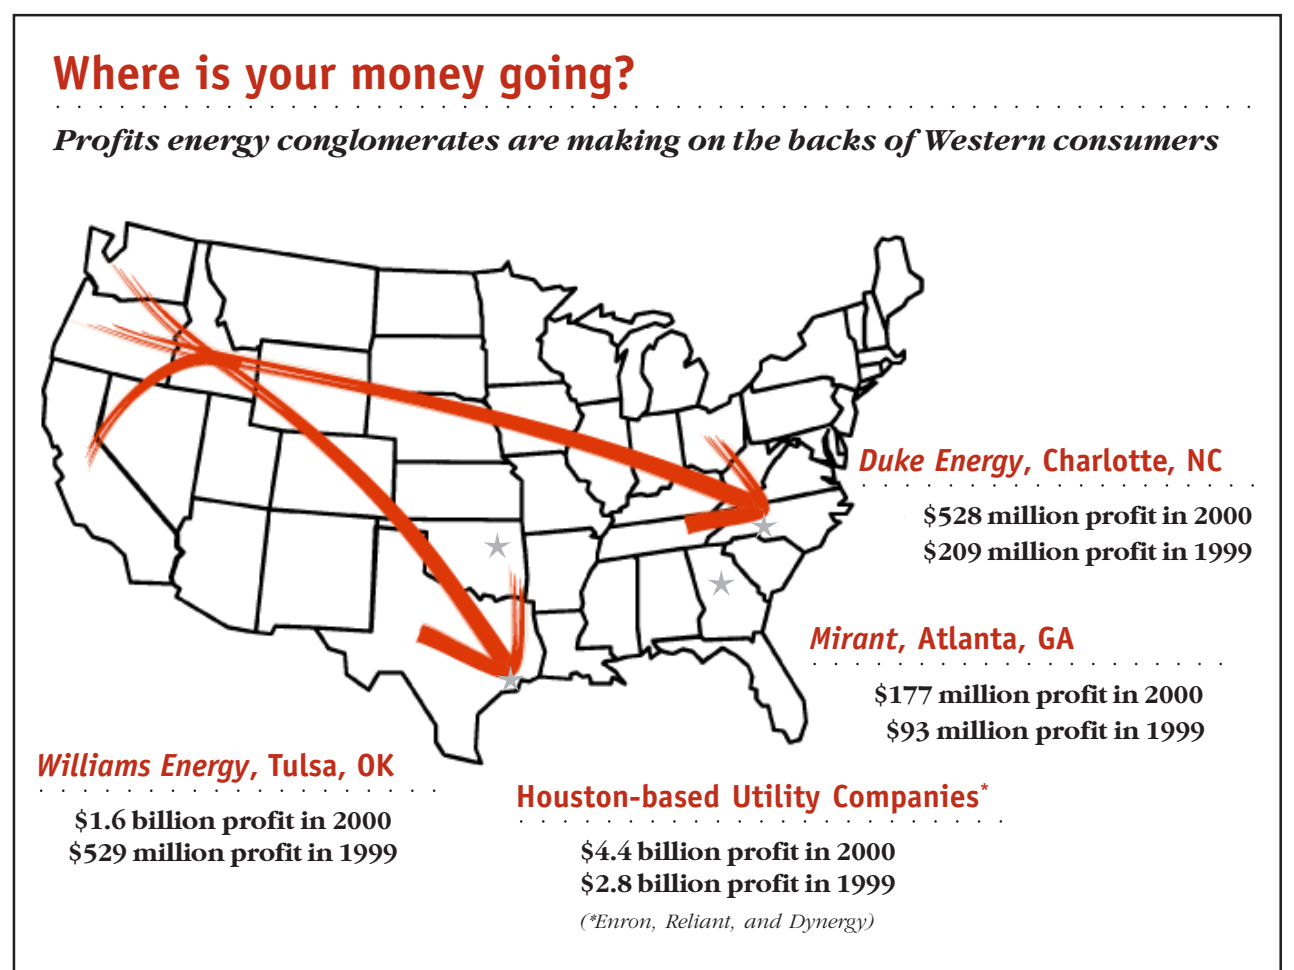 Where is your money going?
Profits energy conglomerates are making on the backs of Western consumers
Duke Energy, Charlotte, NC
$528 million profit in 2000
$209 million profit in 1999
Mirant, Atlanta, GA
$177 million profit in 2000
$93 million profit in 1999
Williams Energy, Tulsa, OK
$1.6 billion profit in 2000
$529 million profit in 1999
Houston-based Utility Companies*
$4.4 billion profit in 2000
$2.8 billion profit in 1999
(*Enron, Reliant, and Dynergy)